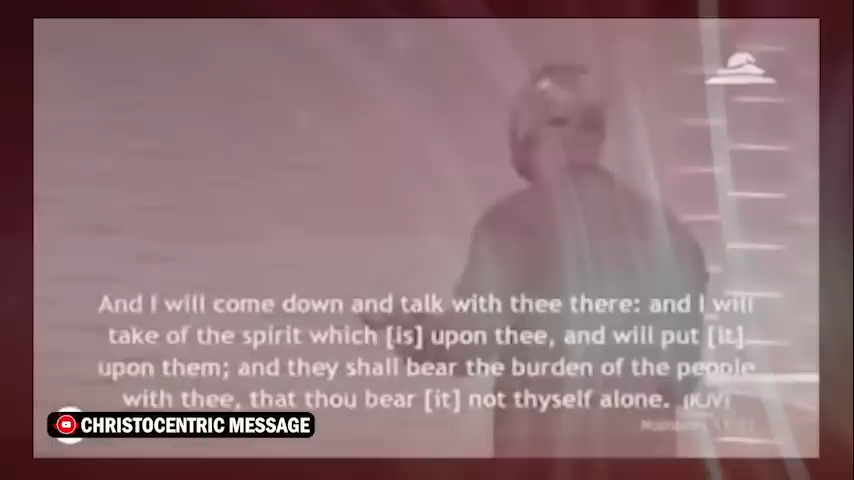 And I will come down and talk with thee there: and I will
take of the spirit which [is] upon thee, and will put [it]
upon them; and they shall bear the burden of the people
with thee, that thou bear [it] not thyself alone. (KJV)
Numbers
CHRISTOCENTRIC MESSAGE